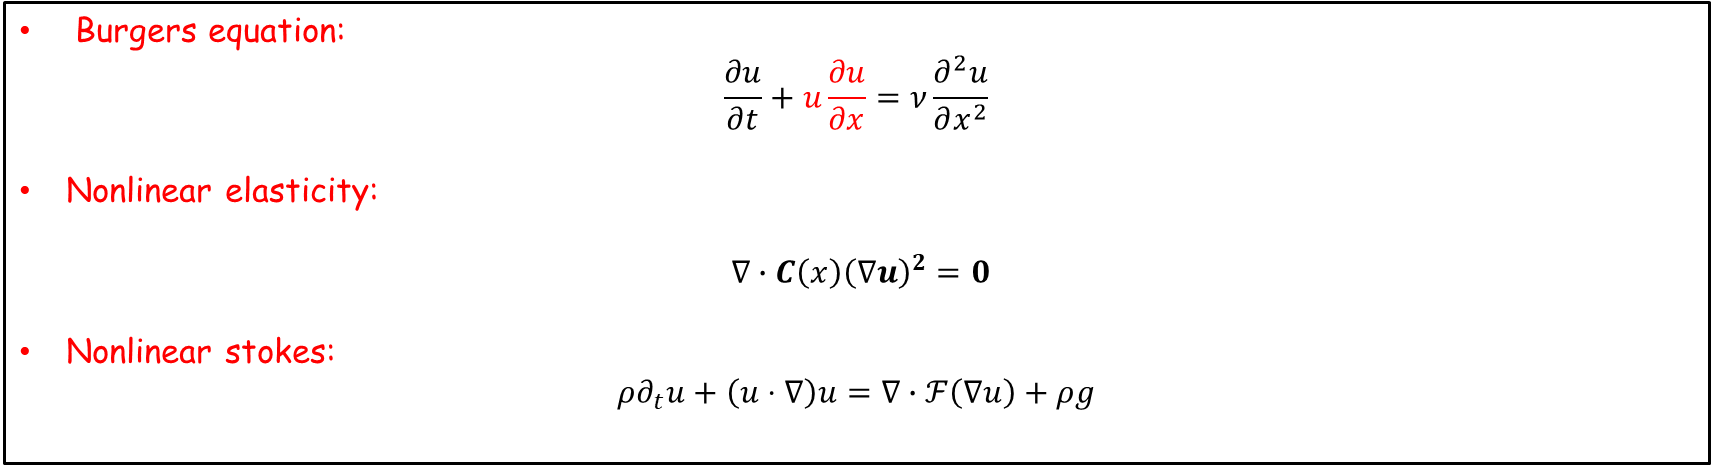 • Burgers equation:
∂u/∂t + u ∂u/∂x = ν ∂²u/∂x²
• Nonlinear elasticity:
∇ · C(x)(∇u)² = 0
• Nonlinear stokes:
ρ∂ₜu + (u · ∇)u = ∇ · ℱ(∇u) + ρg